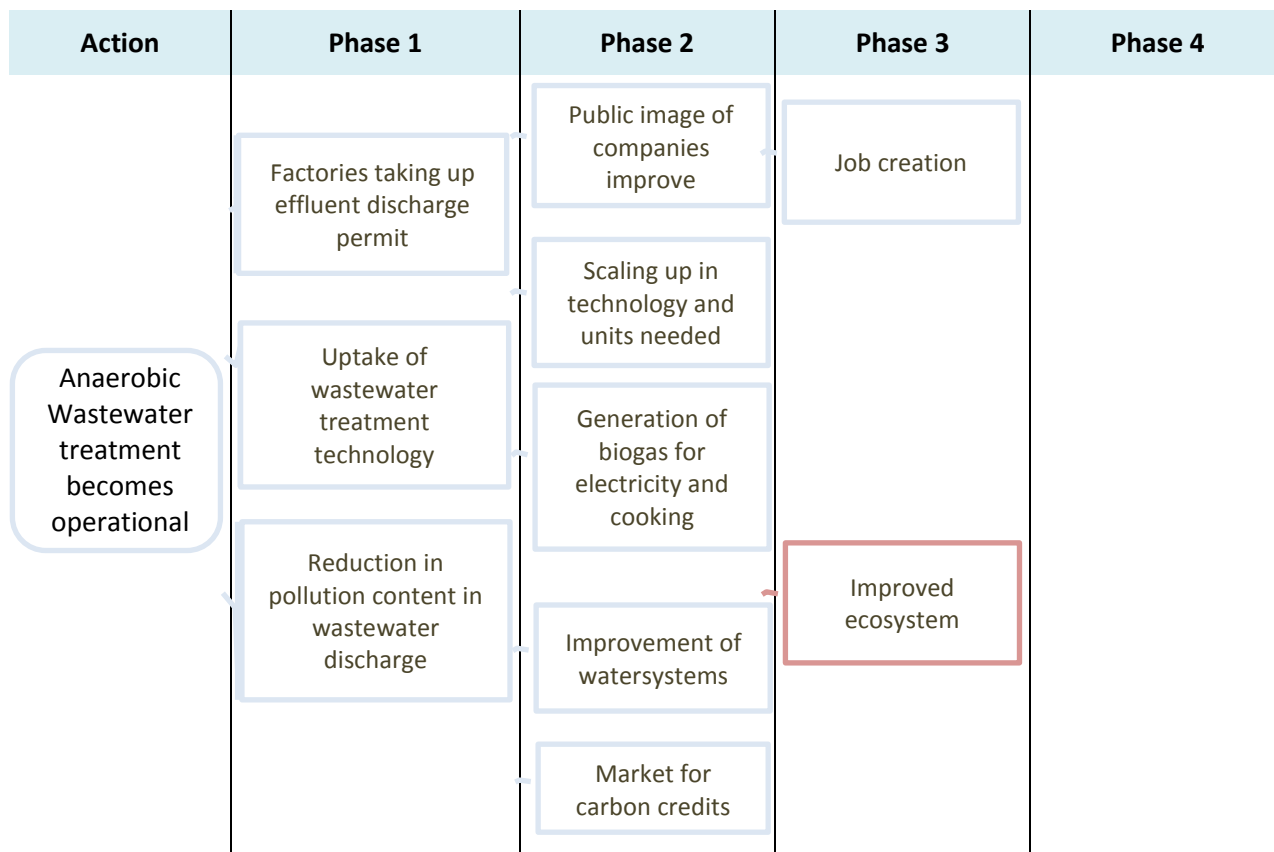 Action
Phase 1
Phase 2
Phase 3
Phase 4
Anaerobic
Wastewater
treatment
becomes
operational
Factories taking up
effluent discharge
permit
Uptake of
wastewater
treatment
technology
Reduction in
pollution content in
wastewater
discharge
Public image of
companies
improve
Scaling up in
technology and
units needed
Generation of
biogas for
electricity and
cooking
Improvement of
watersystems
Market for
carbon credits
Job creation
Improved
ecosystem